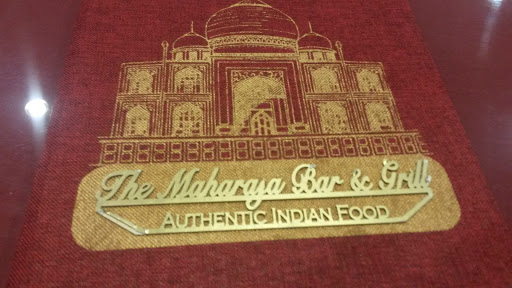 The Maharaja Bar & Grill
AUTHENTIC INDIAN FOOD